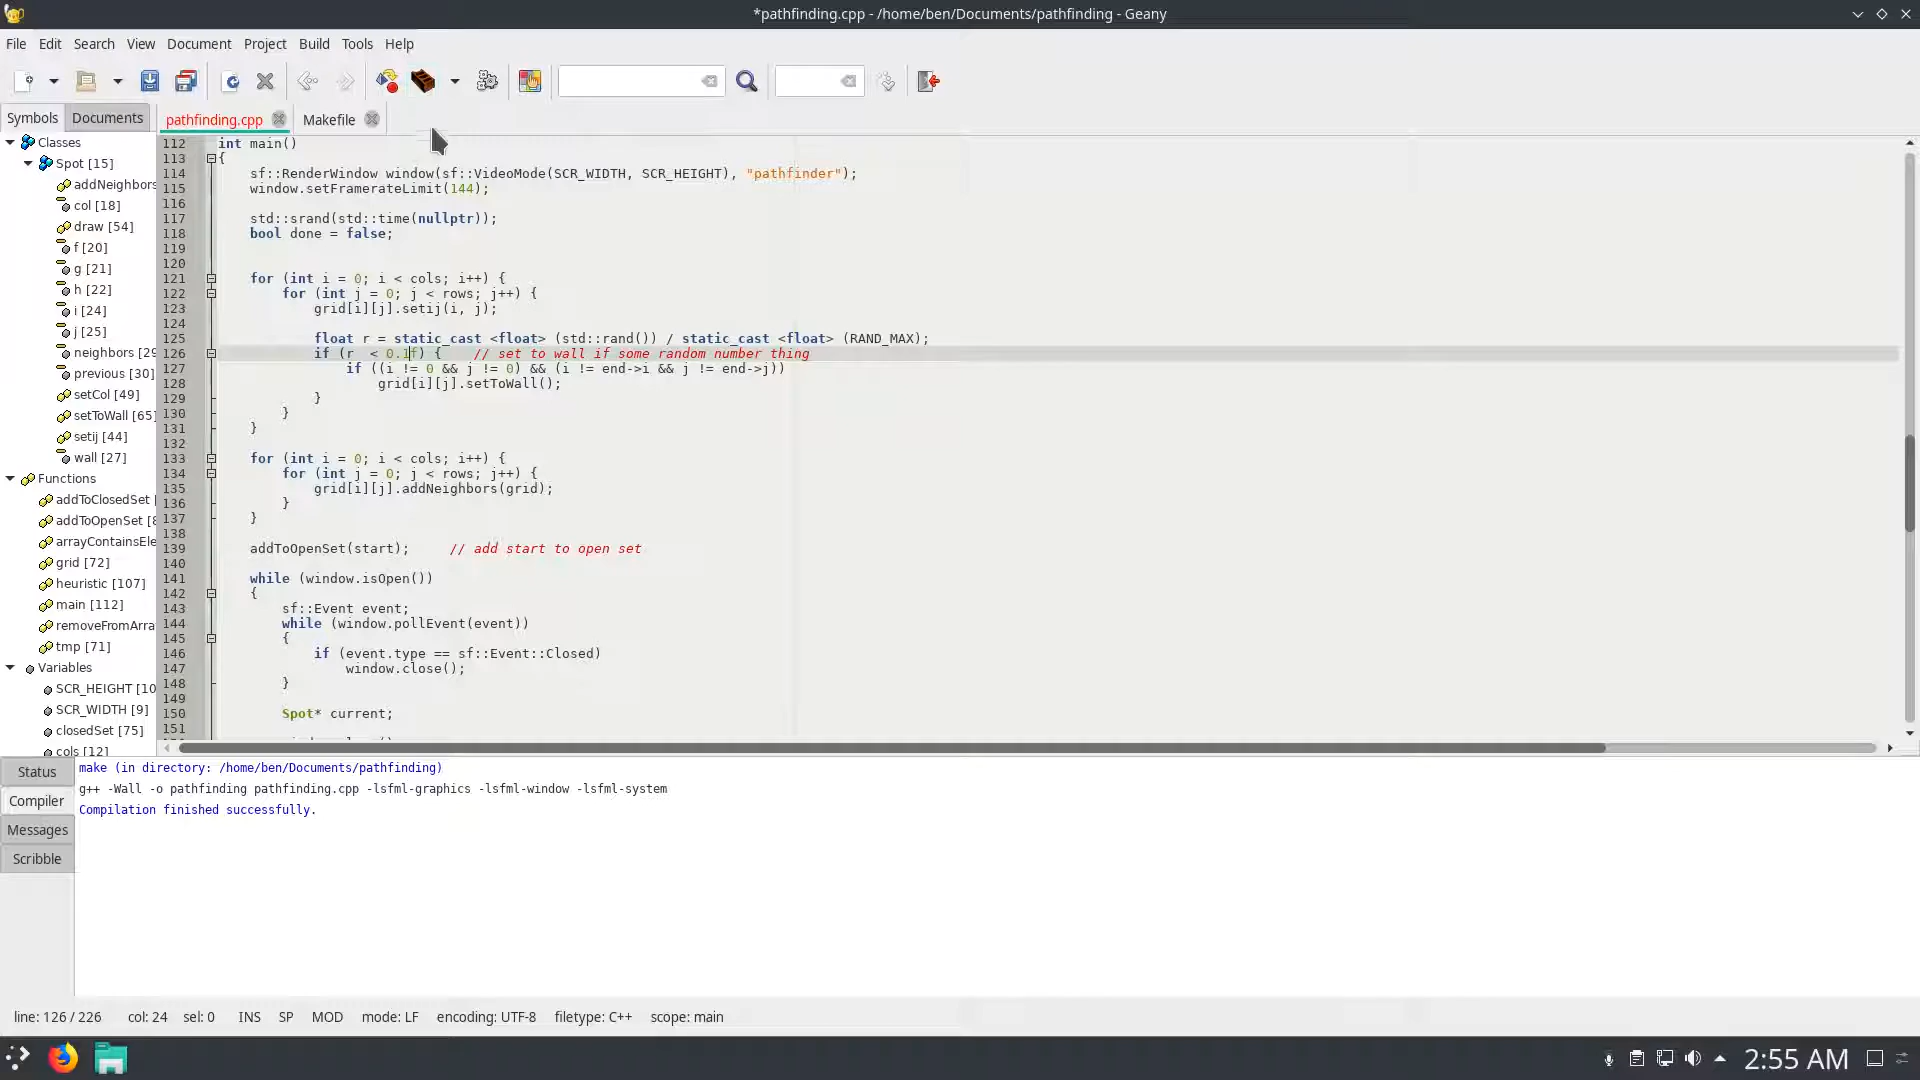 *pathfinding.cpp - /home/ben/Documents/pathfinding - Geany
File Edit Search View Document Project Build Tools Help
Symbols Documents pathfinding.cpp Makefile
Classes
Spot [15]
addNeighbors
col [18]
draw [54]
f [20]
g [21]
h [22]
i [24]
j [25]
neighbors [29
previous [30]
setCol [49]
setToWall [65]
setij [44]
wall [27]
Functions
addToClosedSet [
addToOpenSet [8
arrayContainsEle
grid [72]
heuristic [107]
main [112]
removeFromArra
tmp [71]
Variables
SCR_HEIGHT [10
SCR_WIDTH [9]
closedSet [75]
cols [12]
112 int main()
113 {
114 sf::RenderWindow window(sf::VideoMode(SCR_WIDTH, SCR_HEIGHT), "pathfinder");
115 window.setFramerateLimit(144);
116
117 std::srand(std::time(nullptr));
118 bool done = false;
119
120
121 for (int i = 0; i < cols; i++) {
122 for (int j = 0; j < rows; j++) {
123 grid[i][j].setij(i, j);
124
125 float r = static_cast <float> (std::rand()) / static_cast <float> (RAND_MAX);
126 if (r  < 0.1f) { // set to wall if some random number thing
127 if ((i != 0 && j != 0) && (i != end->i && j != end->j))
128 grid[i][j].setToWall();
129 }
130 }
131 }
132
133 for (int i = 0; i < cols; i++) {
134 for (int j = 0; j < rows; j++) {
135 grid[i][j].addNeighbors(grid);
136 }
137 }
138
139 addToOpenSet(start); // add start to open set
140
141 while (window.isOpen())
142 {
143 sf::Event event;
144 while (window.pollEvent(event))
145 {
146 if (event.type == sf::Event::Closed)
147 window.close();
148 }
149
150 Spot* current;
151
Status
Compiler
Messages
Scribble
make (in directory: /home/ben/Documents/pathfinding)
g++ -Wall -o pathfinding pathfinding.cpp -lsfml-graphics -lsfml-window -lsfml-system
Compilation finished successfully.
line: 126 / 226 col: 24 sel: 0 INS SP MOD mode: LF encoding: UTF-8 filetype: C++ scope: main
2:55 AM